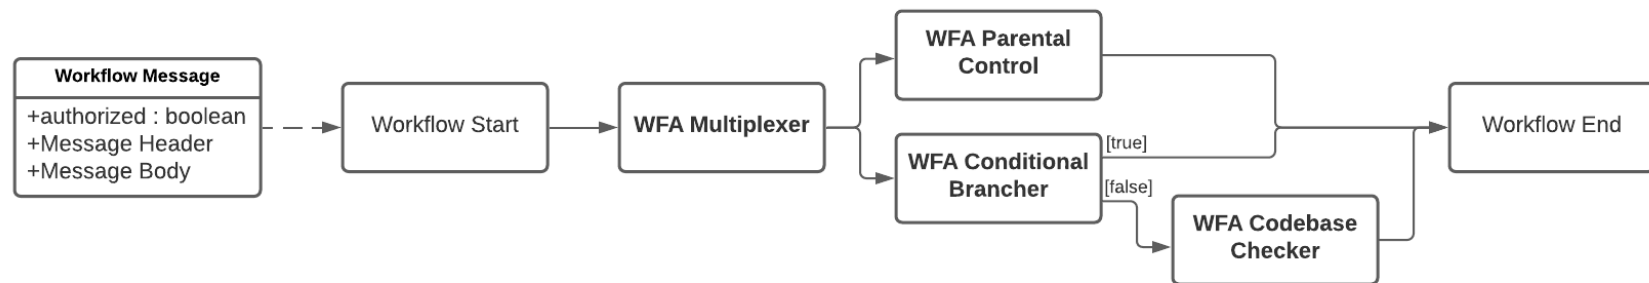 Workflow Message
+authorized : boolean
+Message Header
+Message Body
Workflow Start
WFA Multiplexer
WFA Parental
Control
WFA Conditional
Brancher
[true]
[false]
WFA Codebase
Checker
Workflow End